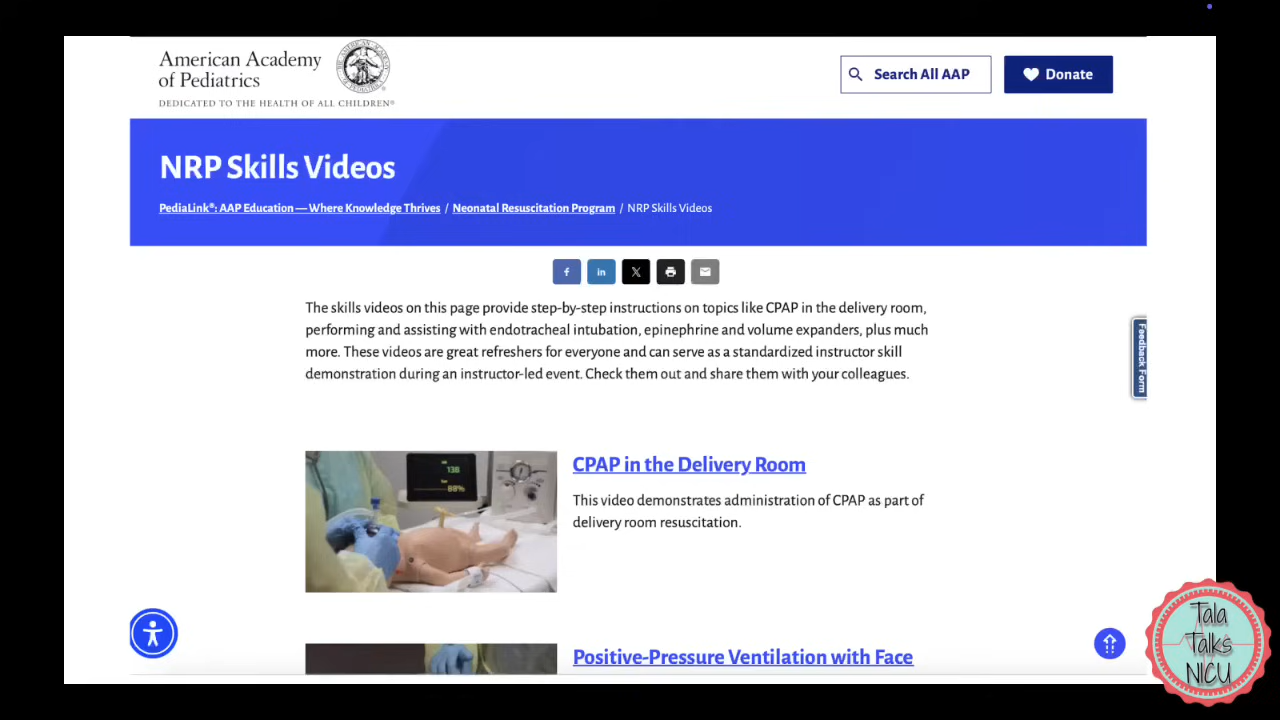 American Academy
of Pediatrics
DEDICATED TO THE HEALTH OF ALL CHILDREN®
Search All AAP
Donate
NRP Skills Videos
PediaLink®: AAP Education — Where Knowledge Thrives / Neonatal Resuscitation Program / NRP Skills Videos
The skills videos on this page provide step-by-step instructions on topics like CPAP in the delivery room,
performing and assisting with endotracheal intubation, epinephrine and volume expanders, plus much
more. These videos are great refreshers for everyone and can serve as a standardized instructor skill
demonstration during an instructor-led event. Check them out and share them with your colleagues.
Feedback Form
138
88%
CPAP in the Delivery Room
This video demonstrates administration of CPAP as part of
delivery room resuscitation.
Positive-Pressure Ventilation with Face
Tala
Talks
NICU